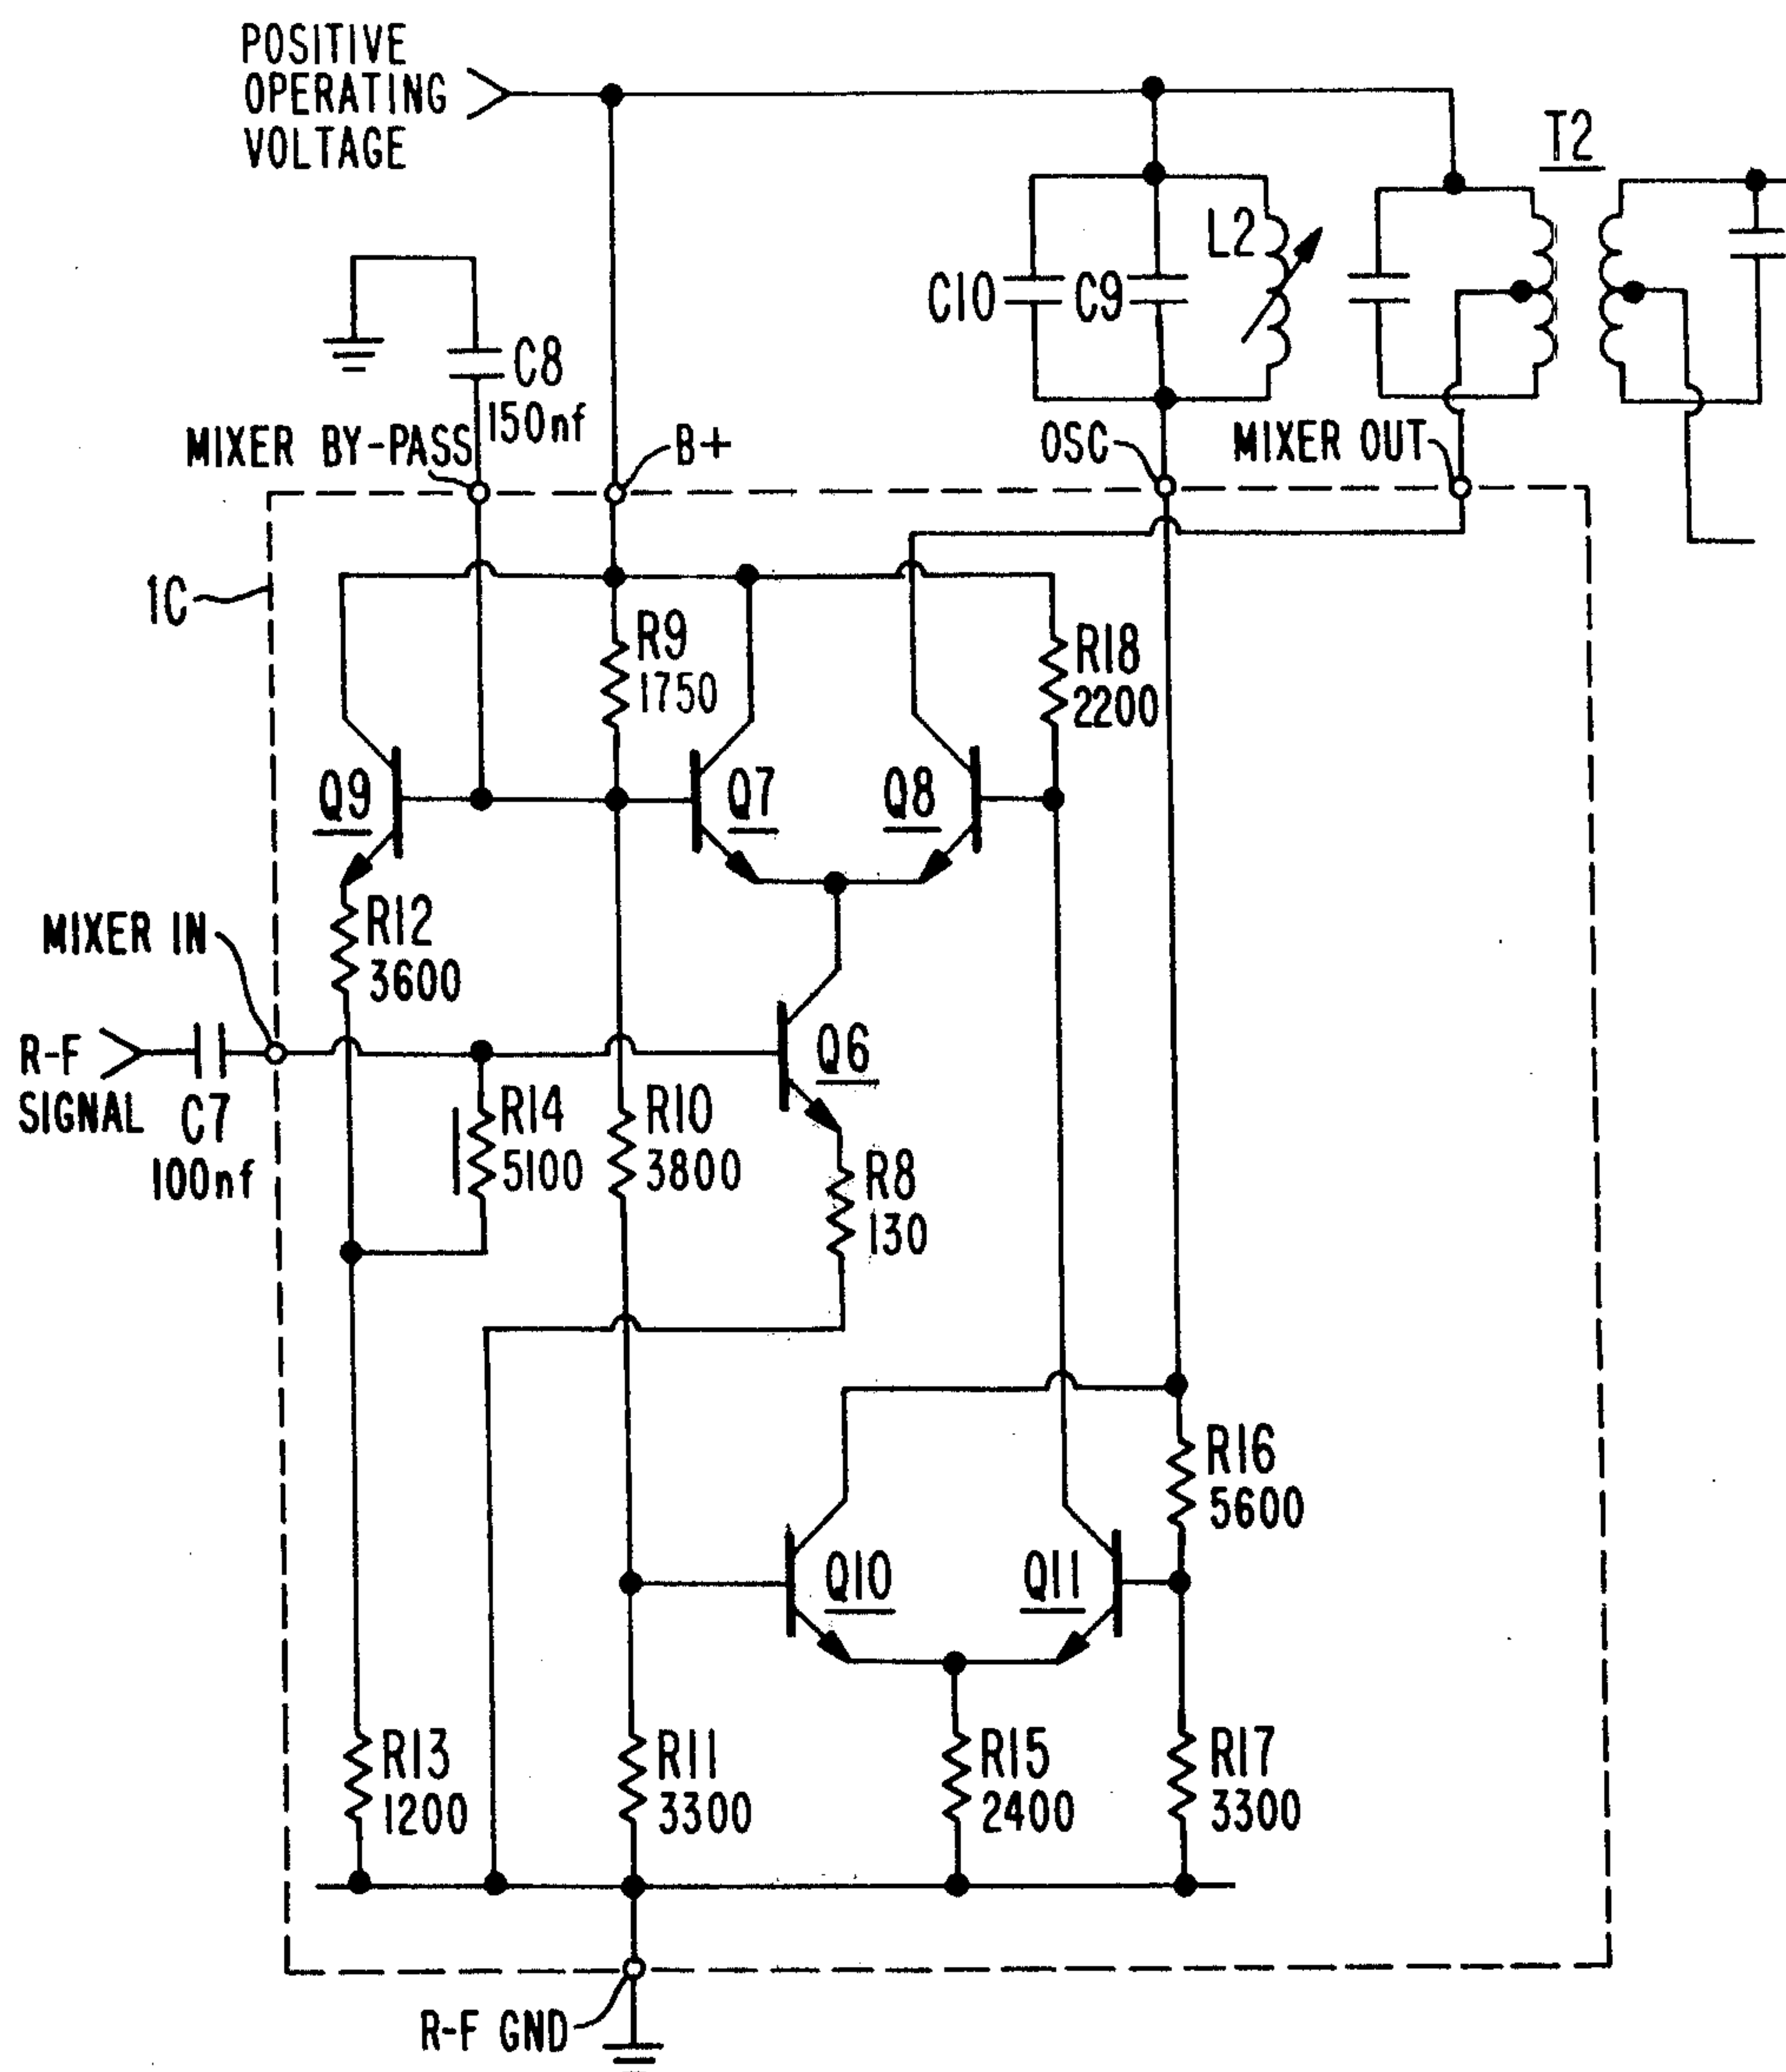 POSITIVE
OPERATING
VOLTAGE
T2
L2
C10
C9
C8
150nf
MIXER BY-PASS
B+
OSC
MIXER OUT
1C
R9
1750
R18
2200
Q9
Q7
Q8
R12
3600
MIXER IN
R-F
SIGNAL
C7
100nf
Q6
R14
5100
R10
3800
R8
130
R16
5600
Q10
Q11
R13
1200
R11
3300
R15
2400
R17
3300
R-F GND